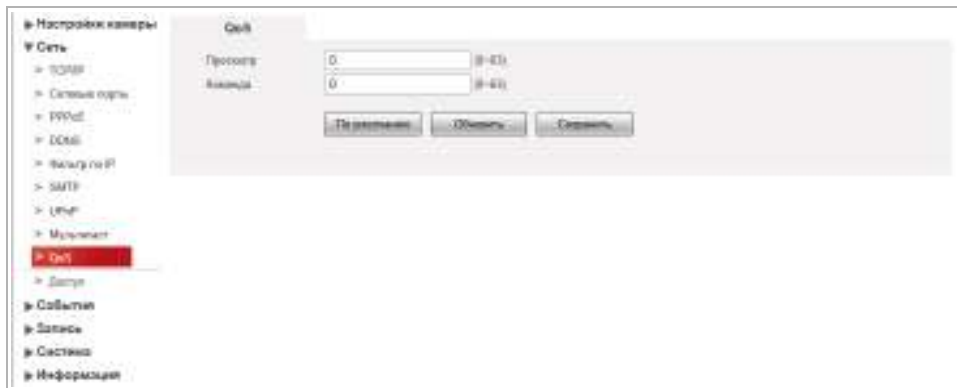 Настройки камеры
Сеть
TCP/IP
Сетевые порты
PPPoE
DDNS
Фильтр по IP
SMTP
UPnP
Мультикаст
QoS
Доступ
События
Запись
Система
Информация
QoS
Просмотр 0 (0~63)
Команда 0 (0~63)
По умолчанию Обновить Сохранить